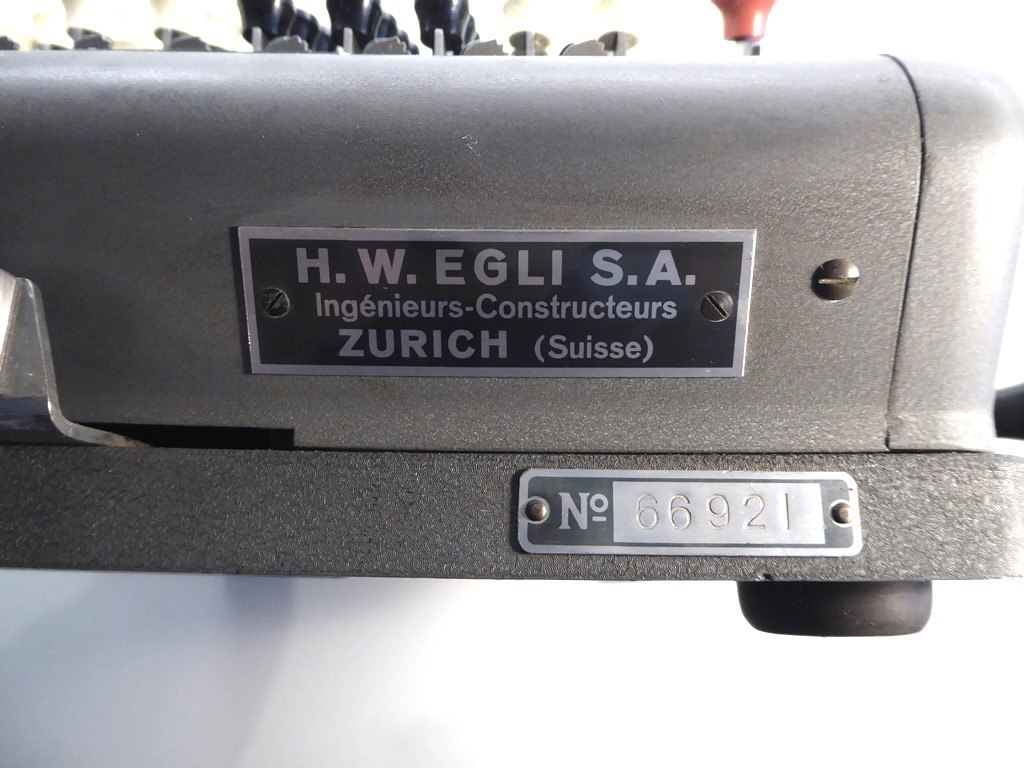 H. W. EGLI S.A.
Ingénieurs-Constructeurs
ZURICH (Suisse)
Nº 66921